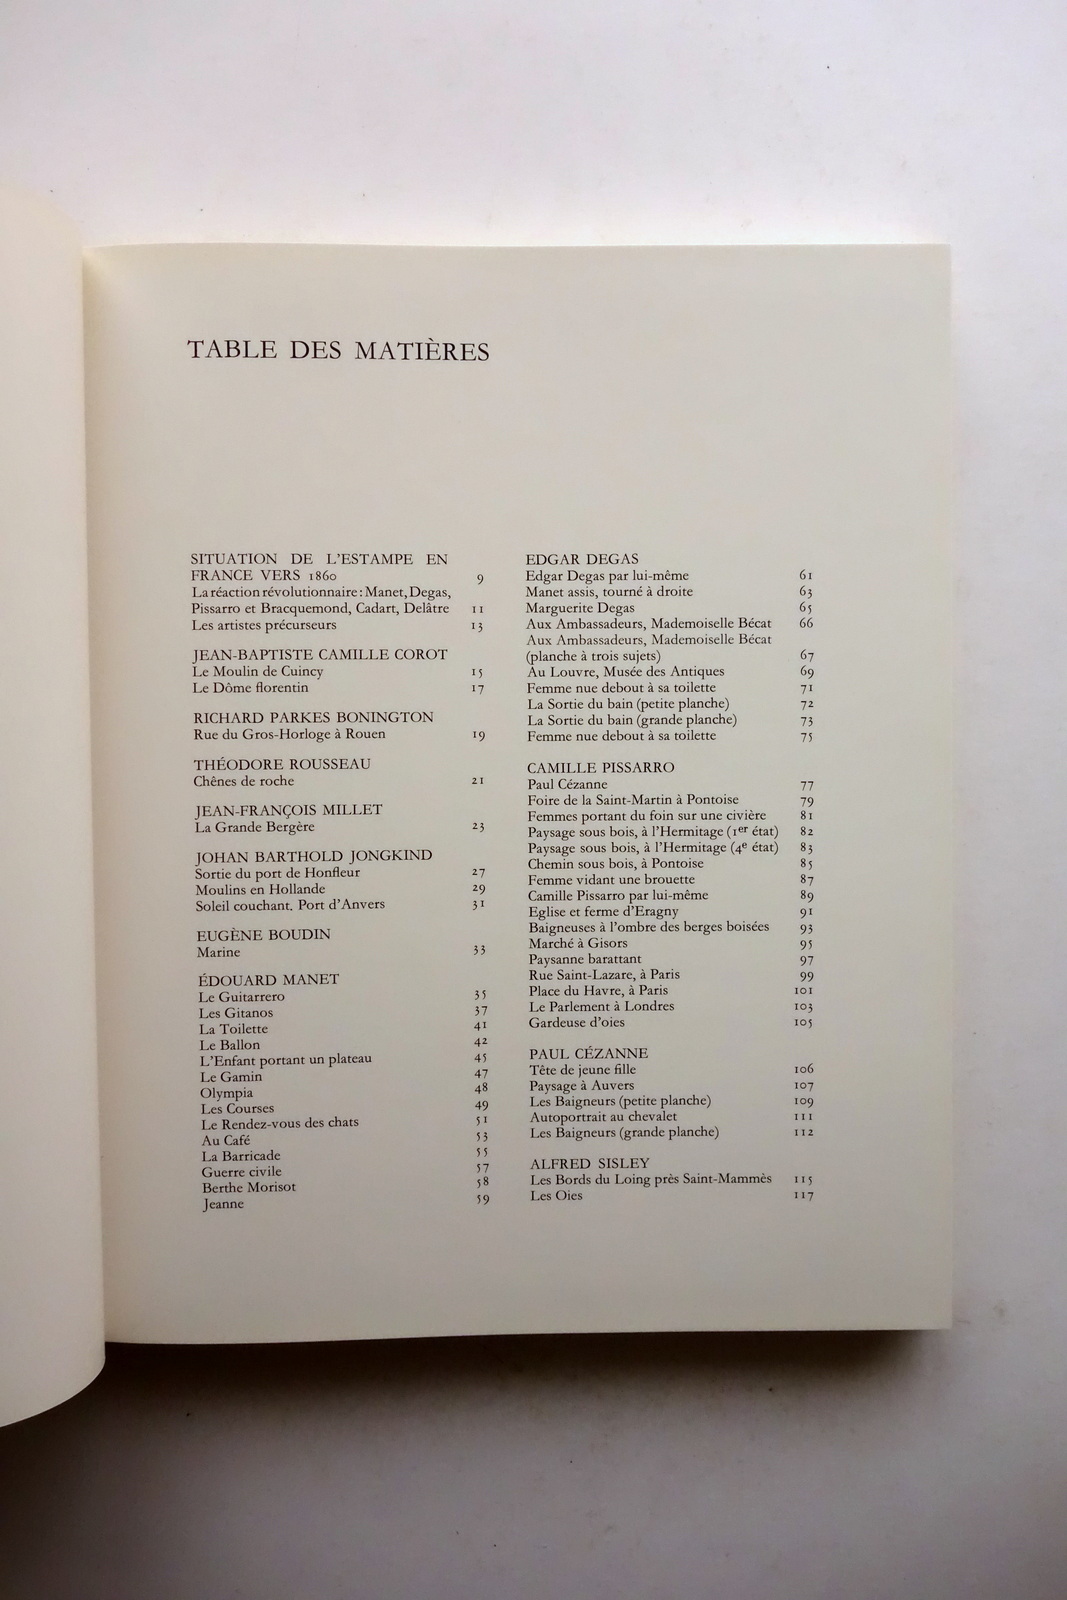 TABLE DES MATIÈRES
SITUATION DE L'ESTAMPE EN
FRANCE VERS 1860 9
La réaction révolutionnaire : Manet, Degas,
Pissarro et Bracquemond, Cadart, Delâtre 11
Les artistes précurseurs 13
JEAN-BAPTISTE CAMILLE COROT
Le Moulin de Cuincy 15
Le Dôme florentin 17
RICHARD PARKES BONINGTON
Rue du Gros-Horloge à Rouen 19
THÉODORE ROUSSEAU
Chênes de roche 21
JEAN-FRANÇOIS MILLET
La Grande Bergère 23
JOHAN BARTHOLD JONGKIND
Sortie du port de Honfleur 27
Moulins en Hollande 29
Soleil couchant. Port d'Anvers 31
EUGÈNE BOUDIN
Marine 33
ÉDOUARD MANET
Le Guitarrero 35
Les Gitanos 37
La Toilette 41
Le Ballon 42
L'Enfant portant un plateau 45
Le Gamin 47
Olympia 48
Les Courses 49
Le Rendez-vous des chats 51
Au Café 53
La Barricade 55
Guerre civile 57
Berthe Morisot 58
Jeanne 59
EDGAR DEGAS
Edgar Degas par lui-même 61
Manet assis, tourné à droite 63
Marguerite Degas 65
Aux Ambassadeurs, Mademoiselle Bécat 66
Aux Ambassadeurs, Mademoiselle Bécat
(planche à trois sujets) 67
Au Louvre, Musée des Antiques 69
Femme nue debout à sa toilette 71
La Sortie du bain (petite planche) 72
La Sortie du bain (grande planche) 73
Femme nue debout à sa toilette 75
CAMILLE PISSARRO
Paul Cézanne 77
Foire de la Saint-Martin à Pontoise 79
Femmes portant du foin sur une civière 81
Paysage sous bois, à l'Hermitage (1er état) 82
Paysage sous bois, à l'Hermitage (4e état) 83
Chemin sous bois, à Pontoise 85
Femme vidant une brouette 87
Camille Pissarro par lui-même 89
Eglise et ferme d'Eragny 91
Baigneuses à l'ombre des berges boisées 93
Marché à Gisors 95
Paysanne barattant 97
Rue Saint-Lazare, à Paris 99
Place du Havre, à Paris 101
Le Parlement à Londres 103
Gardeuse d'oies 105
PAUL CÉZANNE
Tête de jeune fille 106
Paysage à Auvers 107
Les Baigneurs (petite planche) 109
Autoportrait au chevalet 111
Les Baigneurs (grande planche) 112
ALFRED SISLEY
Les Bords du Loing près Saint-Mammès 115
Les Oies 117